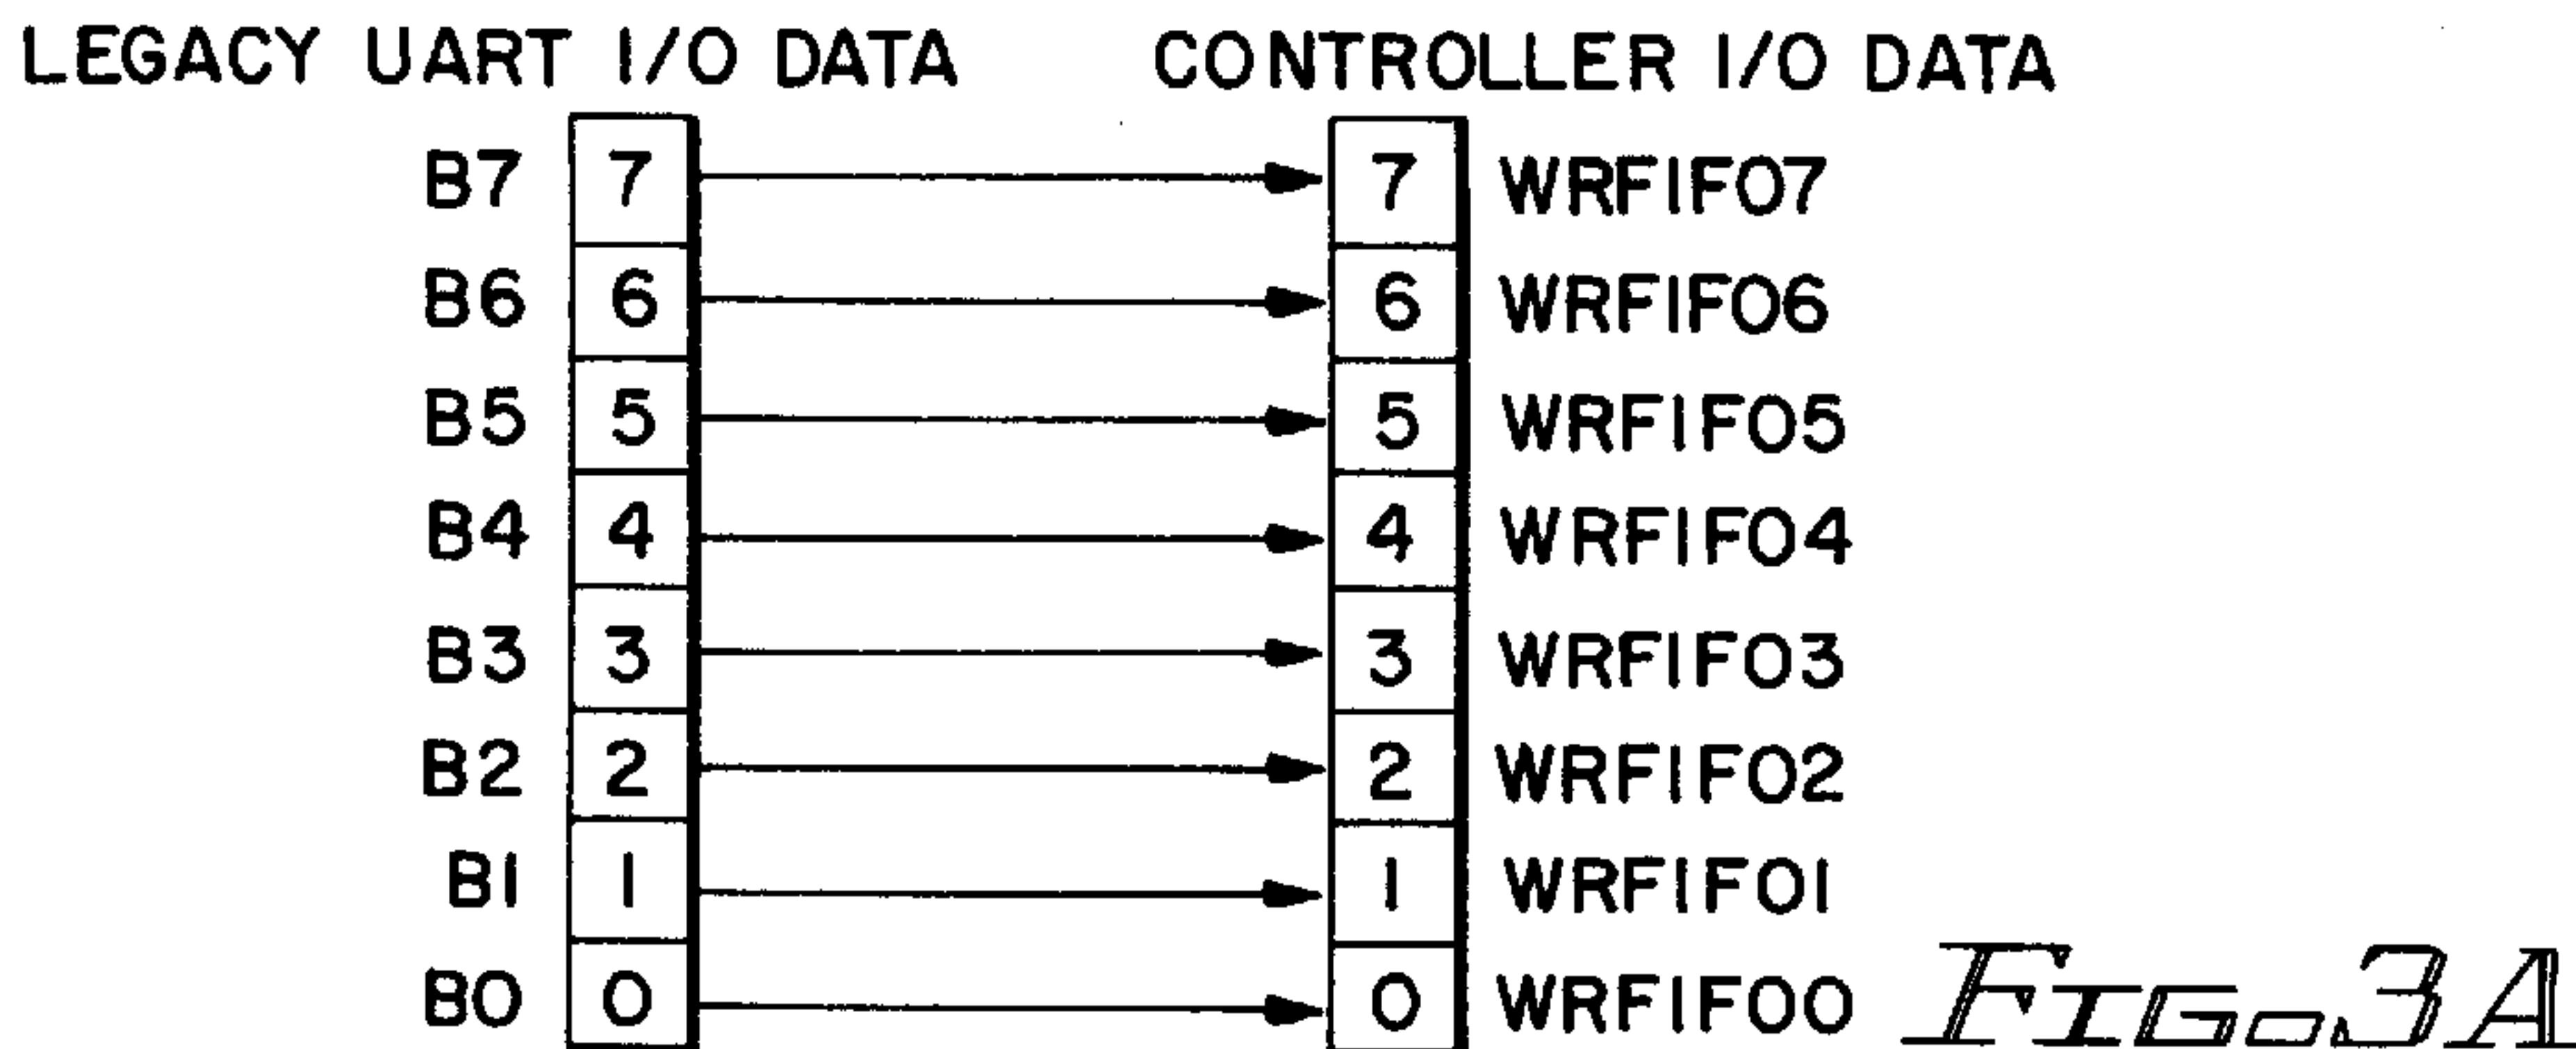 LEGACY UART I/O DATA CONTROLLER I/O DATA
B7 7 7 WRFIFO7
B6 6 6 WRFIFO6
B5 5 5 WRFIFO5
B4 4 4 WRFIFO4
B3 3 3 WRFIFO3
B2 2 2 WRFIFO2
B1 1 1 WRFIFO1
B0 0 0 WRFIFO0
FIG. 3A